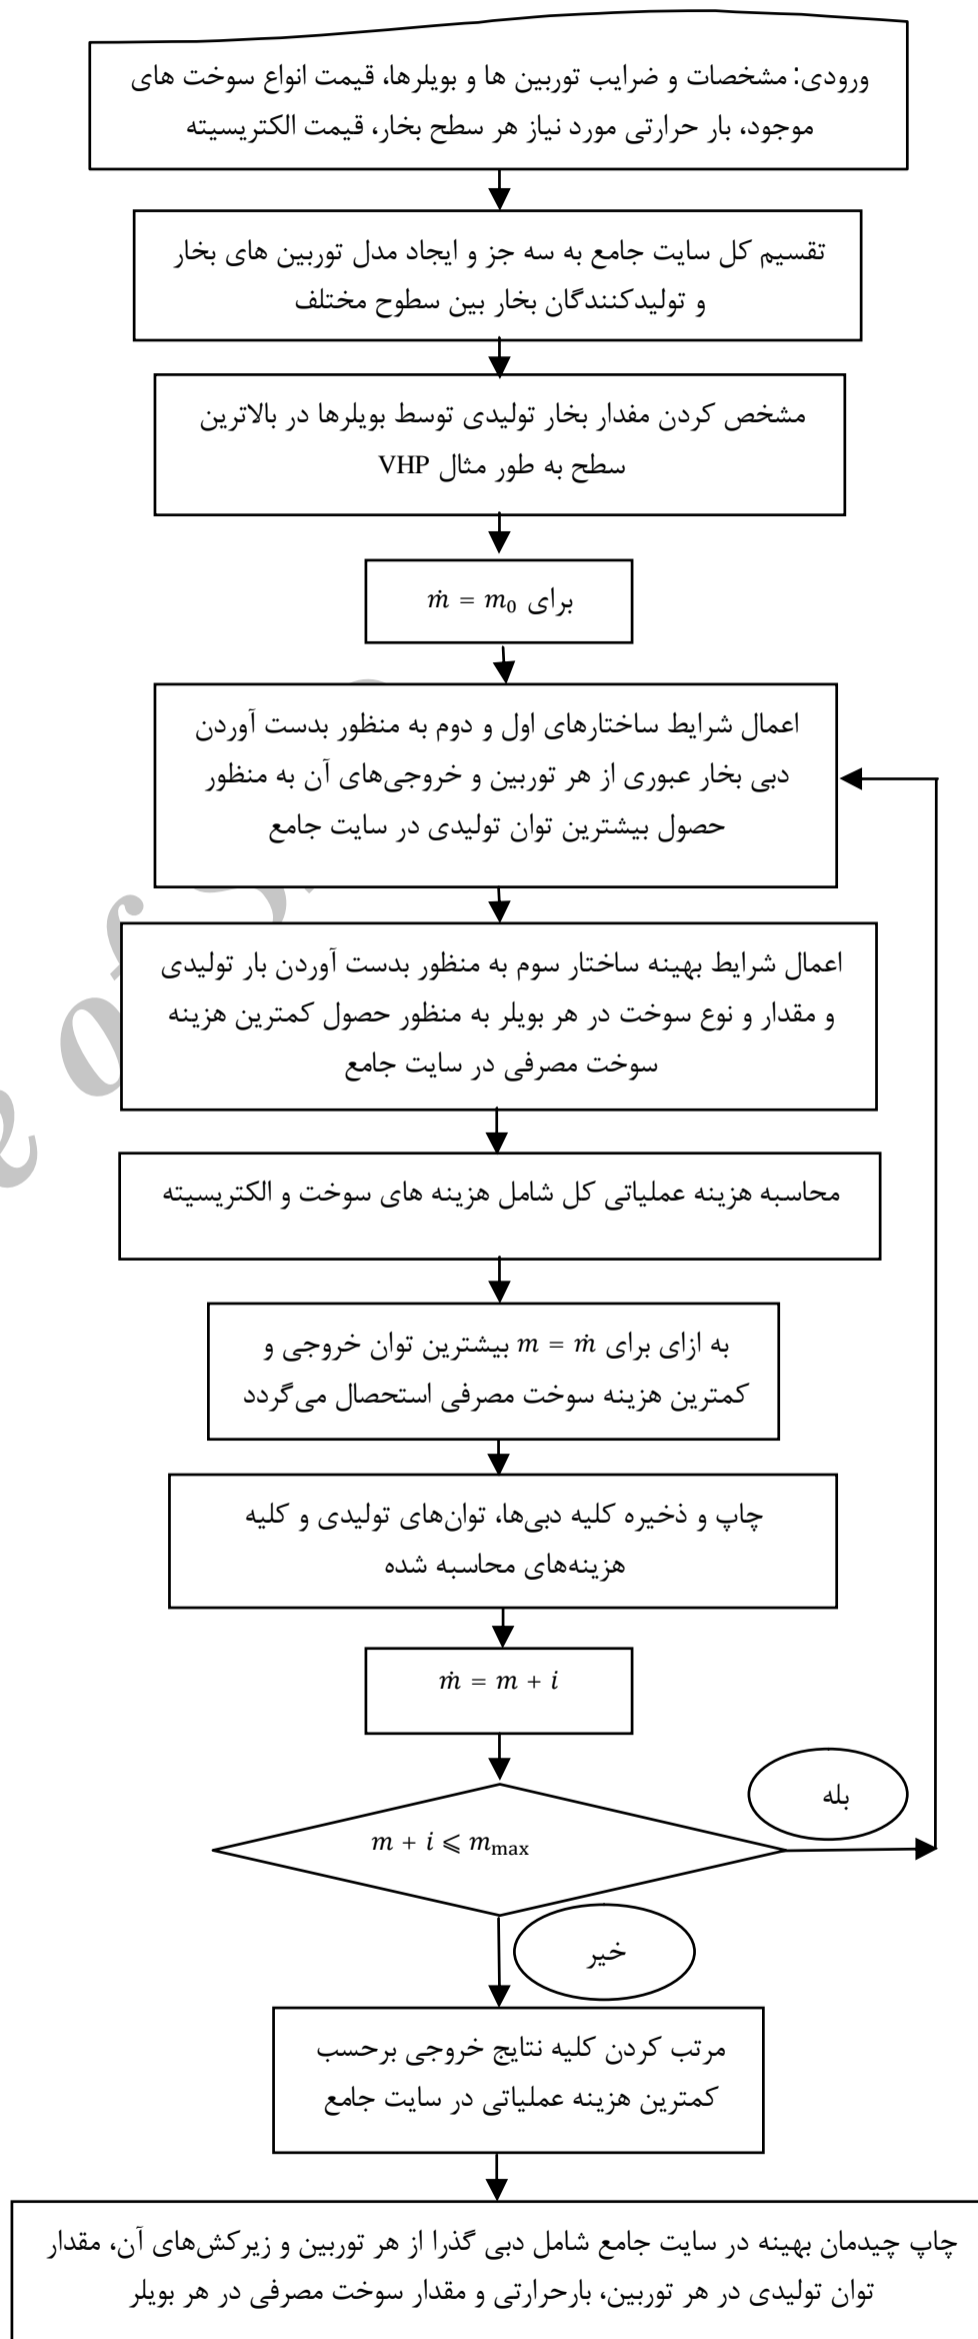 ورودی: مشخصات و ضرایب توربین ها و بویلرها، قیمت انواع سوخت های
موجود، بار حرارتی مورد نیاز هر سطح بخار، قیمت الکتریسیته
تقسیم کل سایت جامع به سه جز و ایجاد مدل توربین های بخار
و تولیدکنندگان بخار بین سطوح مختلف
مشخص کردن مفدار بخار تولیدی توسط بویلرها در بالاترین
سطح به طور مثال VHP
برای ṁ = m₀
اعمال شرایط ساختارهای اول و دوم به منظور بدست آوردن
دبی بخار عبوری از هر توربین و خروجی‌های آن به منظور
حصول بیشترین توان تولیدی در سایت جامع
اعمال شرایط بهینه ساختار سوم به منظور بدست آوردن بار تولیدی
و مقدار و نوع سوخت در هر بویلر به منظور حصول کمترین هزینه
سوخت مصرفی در سایت جامع
محاسبه هزینه عملیاتی کل شامل هزینه های سوخت و الکتریسیته
به ازای برای m = ṁ بیشترین توان خروجی و
کمترین هزینه سوخت مصرفی استحصال می‌گردد
چاپ و ذخیره کلیه دبی‌ها، توان‌های تولیدی و کلیه
هزینه‌های محاسبه شده
ṁ = m + i
بله
m + i ⩽ m_max
خیر
مرتب کردن کلیه نتایج خروجی برحسب
کمترین هزینه عملیاتی در سایت جامع
چاپ چیدمان بهینه در سایت جامع شامل دبی گذرا از هر توربین و زیرکش‌های آن، مقدار
توان تولیدی در هر توربین، بارحرارتی و مقدار سوخت مصرفی در هر بویلر